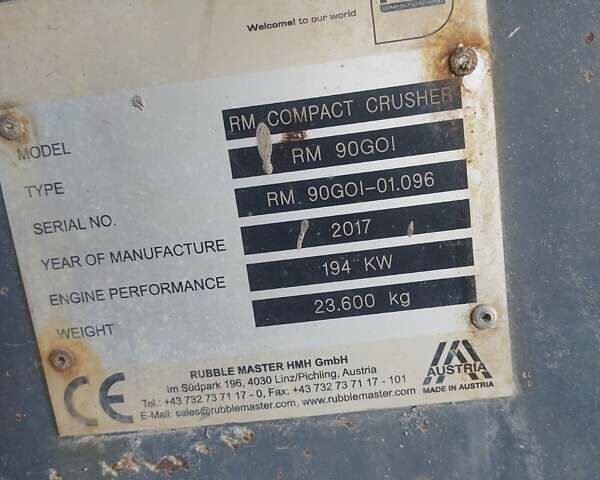 Welcome! to our world
MODEL RM COMPACT CRUSHER
TYPE RM 90GO!
SERIAL NO. RM 90GO!-01.096
YEAR OF MANUFACTURE 2017
ENGINE PERFORMANCE 194 KW
WEIGHT 23.600 kg
RUBBLE MASTER HMH GmbH
Im Südpark 196, 4030 Linz/Pichling, Austria
Tel.: +43 732 73 71 17 - 0, Fax: +43 732 73 71 17 - 101
E-Mail: sales@rubblemaster.com, www.rubblemaster.com
CE
AUSTRIA
MADE IN AUSTRIA